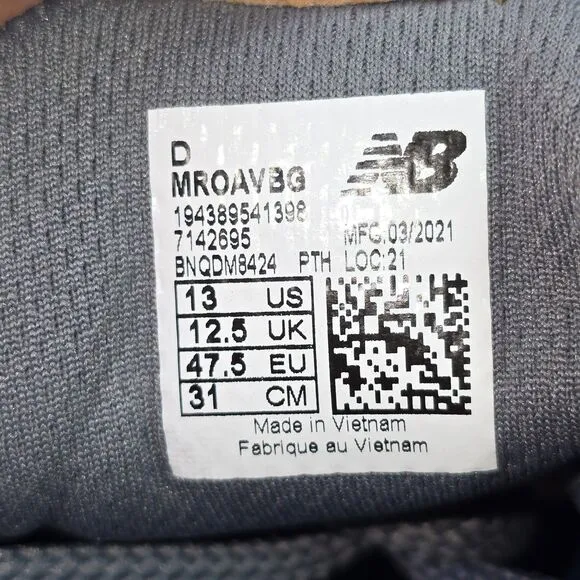 D
MROAVBG
NB
194389541398
7142695 MFG.03/2021
BNQDM8424 PTH LOC:21
13 US
12.5 UK
47.5 EU
31 CM
Made in Vietnam
Fabrique au Vietnam